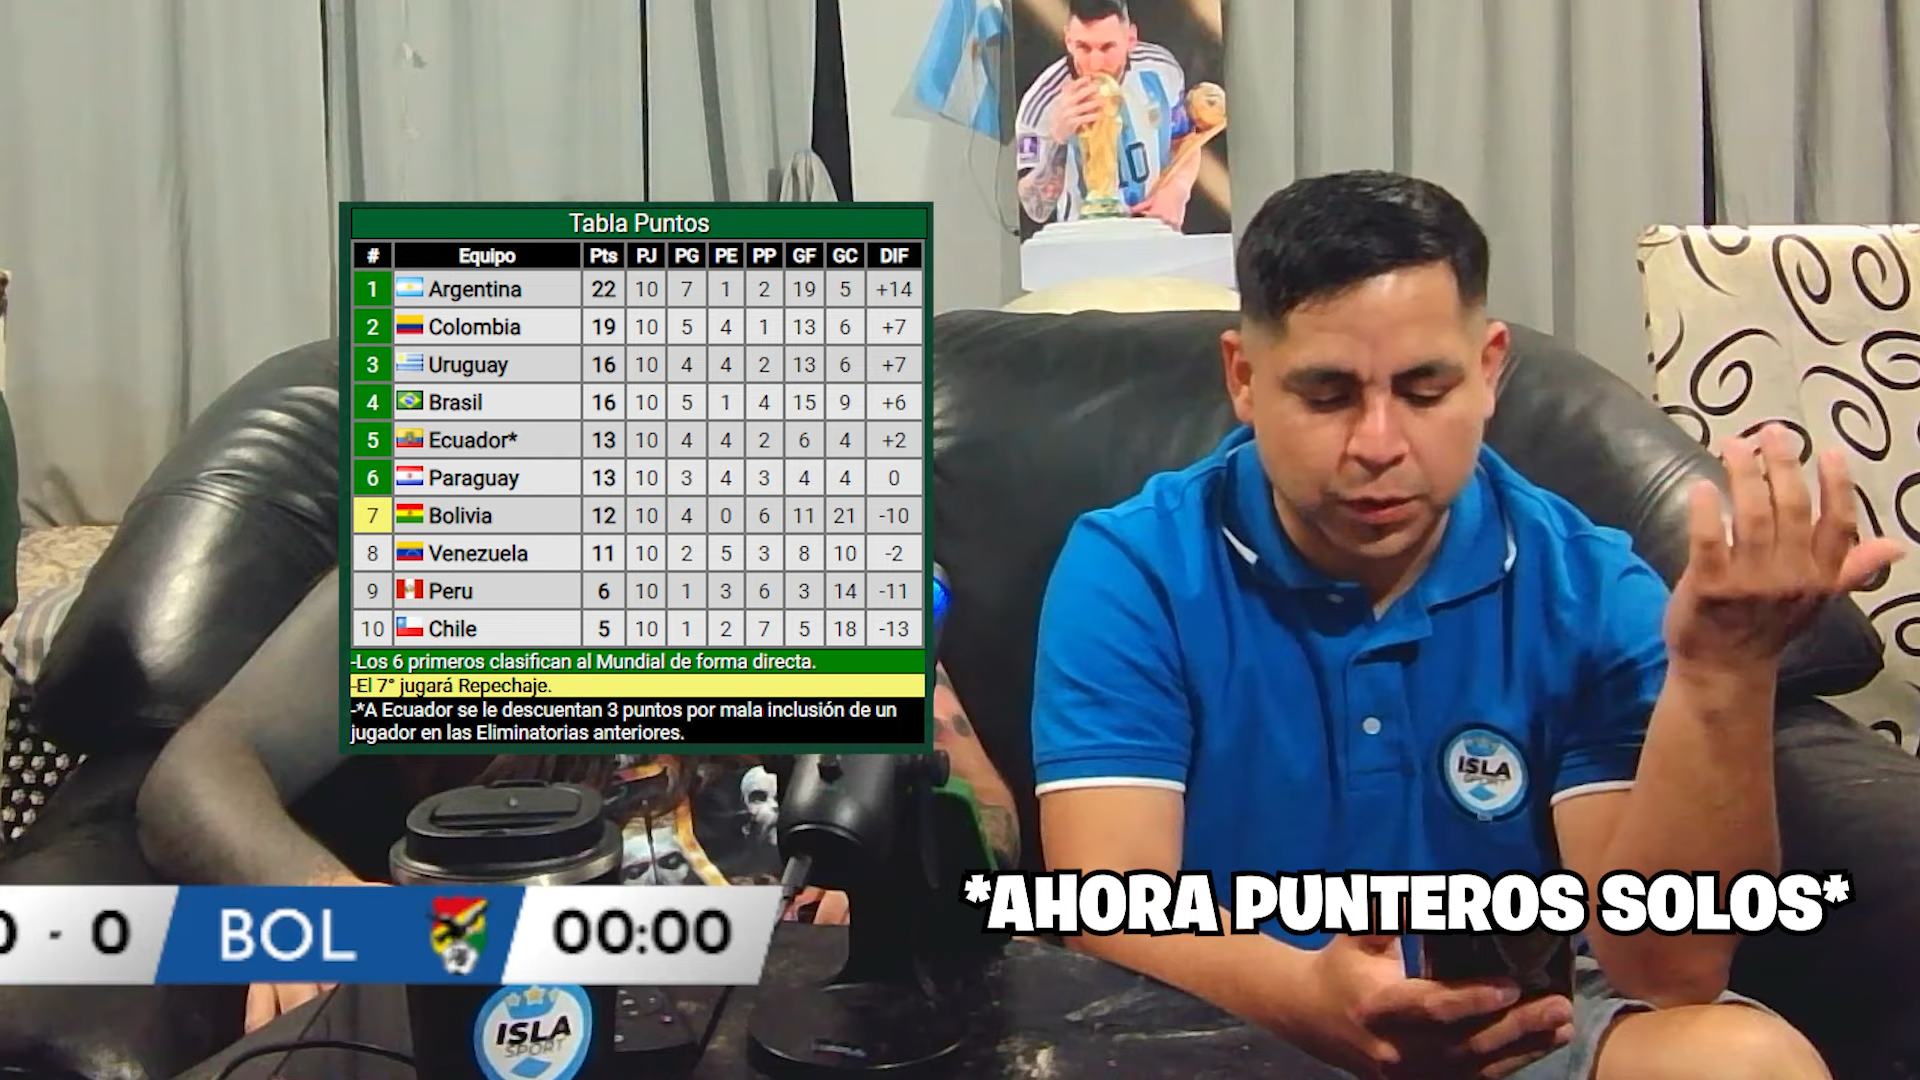 10
Tabla Puntos
# Equipo Pts PJ PG PE PP GF GC DIF
1 Argentina 22 10 7 1 2 19 5 +14
2 Colombia 19 10 5 4 1 13 6 +7
3 Uruguay 16 10 4 4 2 13 6 +7
4 Brasil 16 10 5 1 4 15 9 +6
5 Ecuador* 13 10 4 4 2 6 4 +2
6 Paraguay 13 10 3 4 3 4 4 0
7 Bolivia 12 10 4 0 6 11 21 -10
8 Venezuela 11 10 2 5 3 8 10 -2
9 Peru 6 10 1 3 6 3 14 -11
10 Chile 5 10 1 2 7 5 18 -13
-Los 6 primeros clasifican al Mundial de forma directa.
-El 7° jugará Repechaje.
-*A Ecuador se le descuentan 3 puntos por mala inclusión de un
jugador en las Eliminatorias anteriores.
ISLA
SPORT
*AHORA PUNTEROS SOLOS*
0 - 0 BOL 00:00
ISLA
SPORT